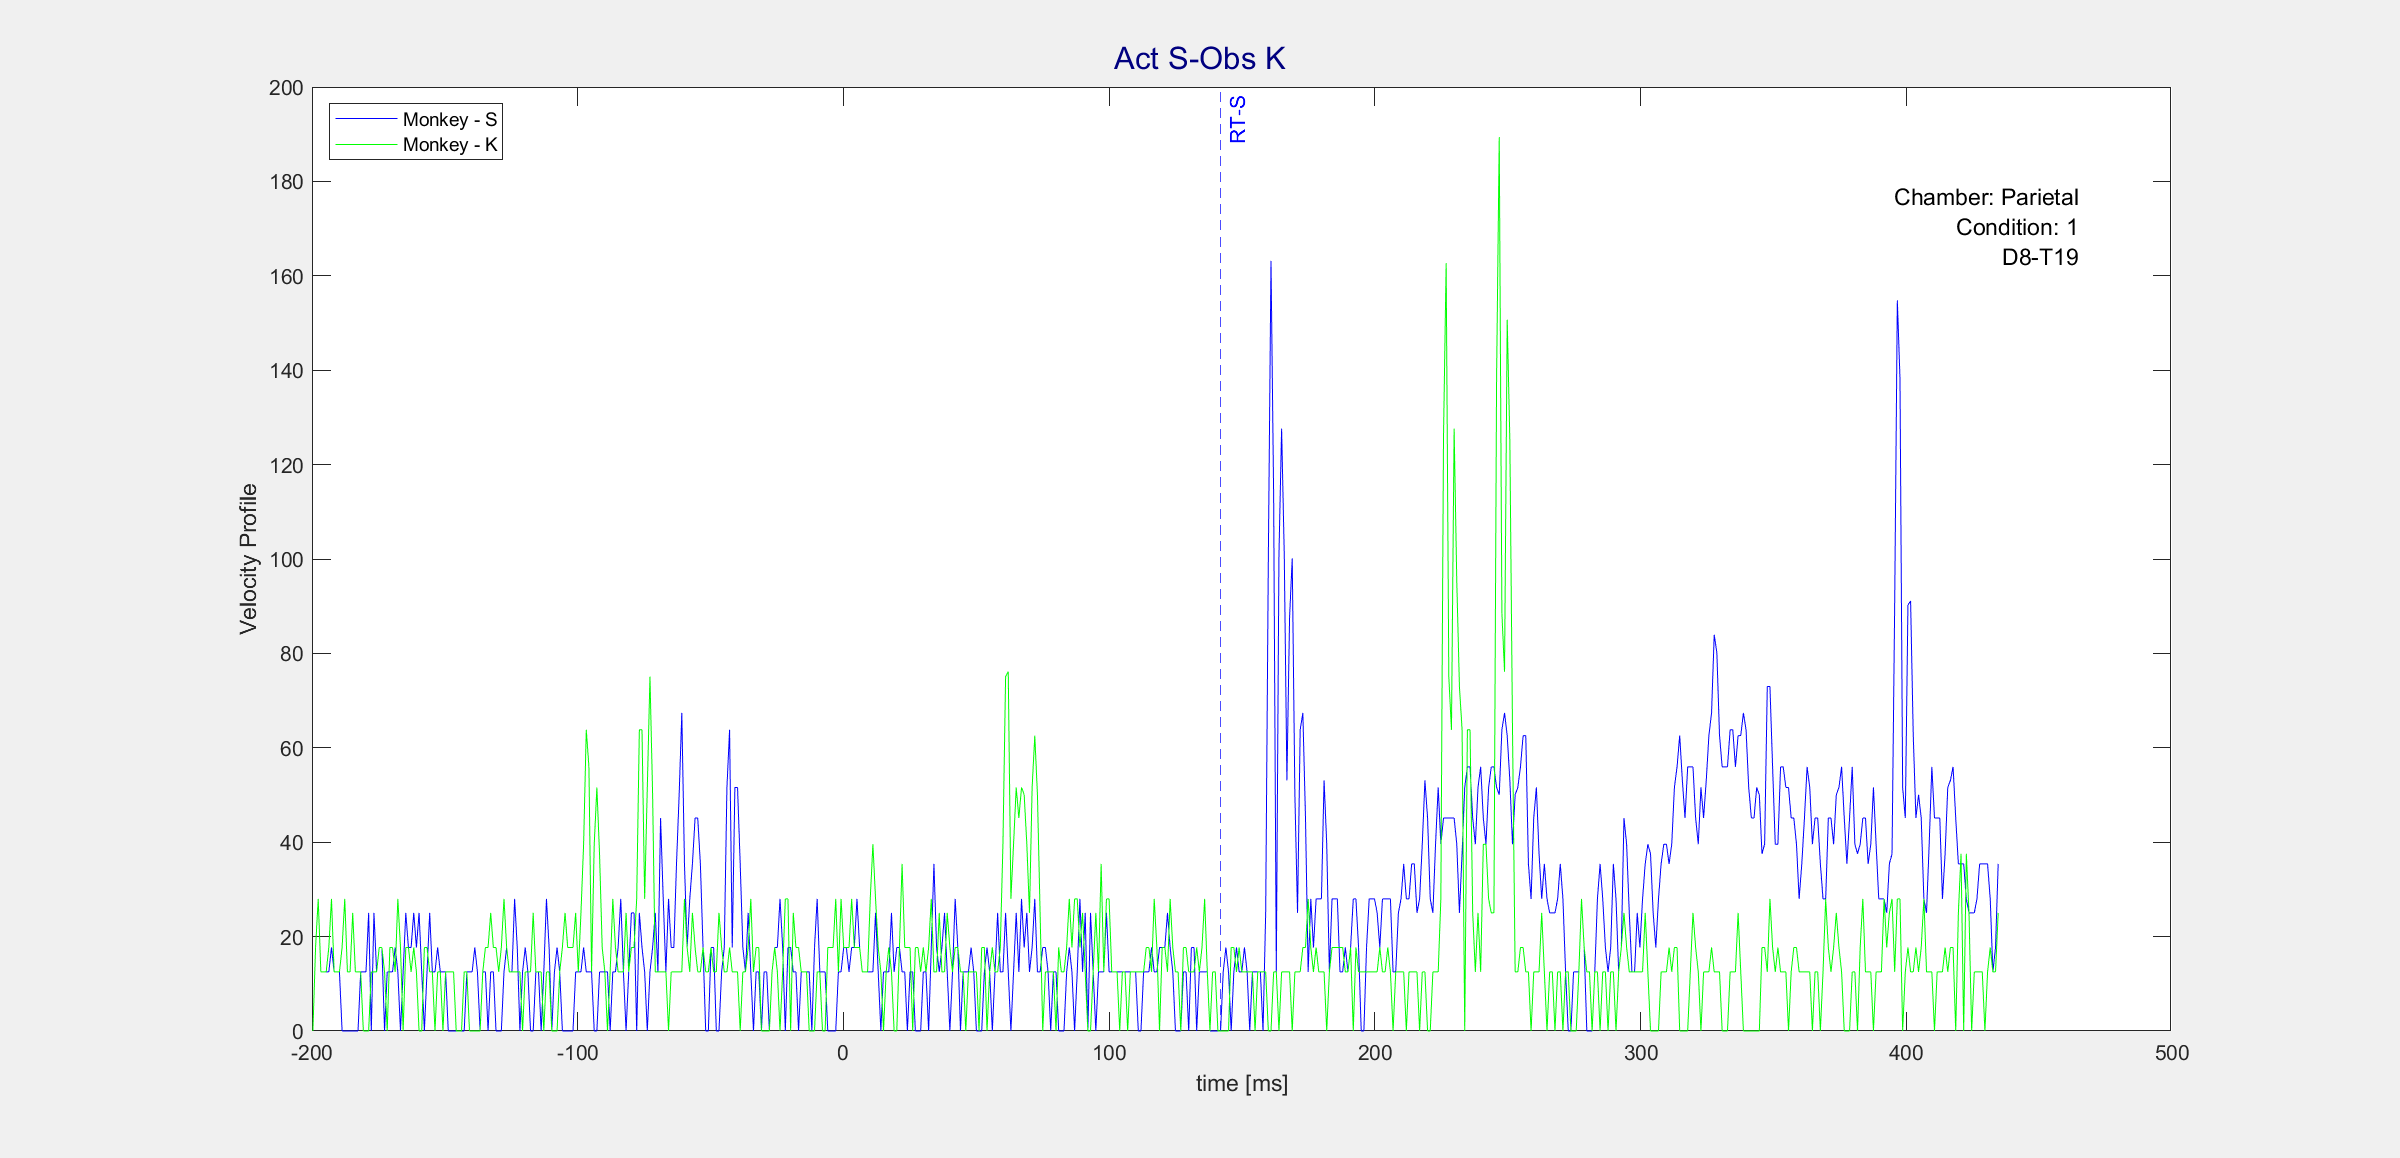 Act S-Obs K
200
180
160
140
120
100
80
60
40
20
0
Velocity Profile
Monkey - S
Monkey - K
RT-S
Chamber: Parietal
Condition: 1
D8-T19
-200
-100
0
100
200
300
400
500
time [ms]